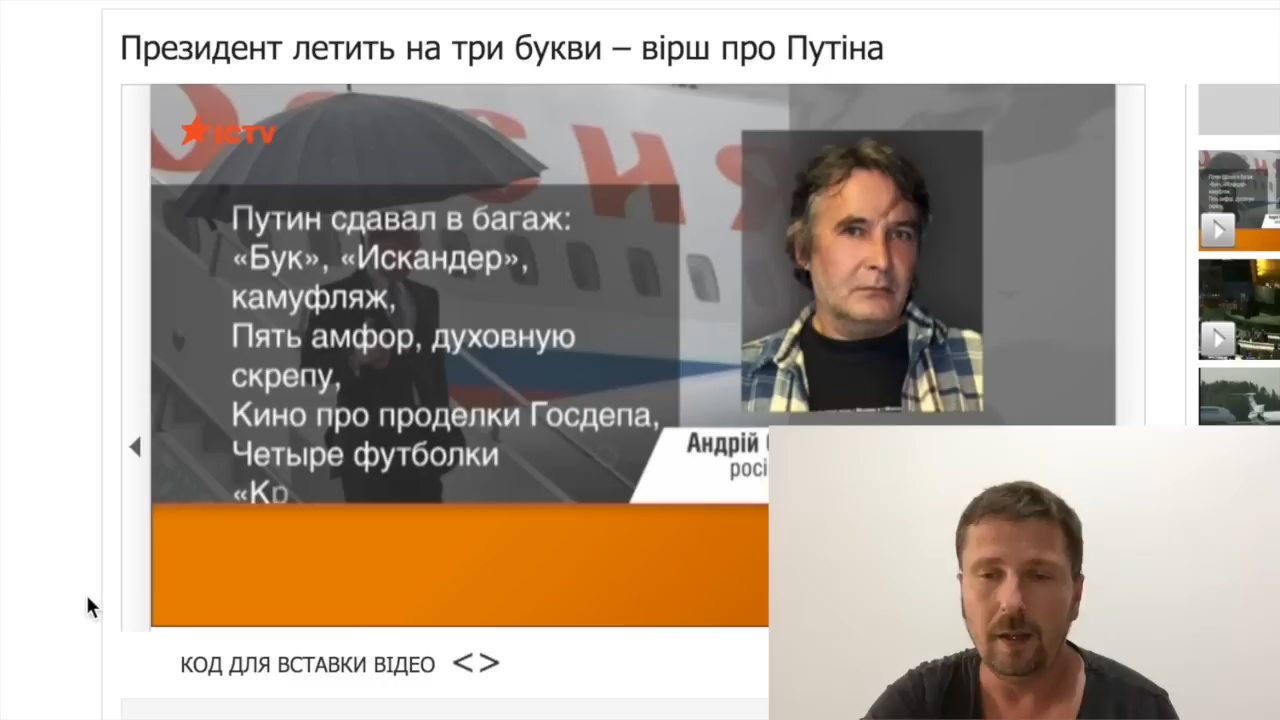 Президент летить на три букви – вірш про Путіна
ICTV
Путин сдавал в багаж:
«Бук», «Искандер»,
камуфляж,
Пять амфор, духовную
скрепу,
Кино про проделки Госдепа,
Четыре футболки
«Кр
Андрій
росі
КОД ДЛЯ ВСТАВКИ ВІДЕО <>